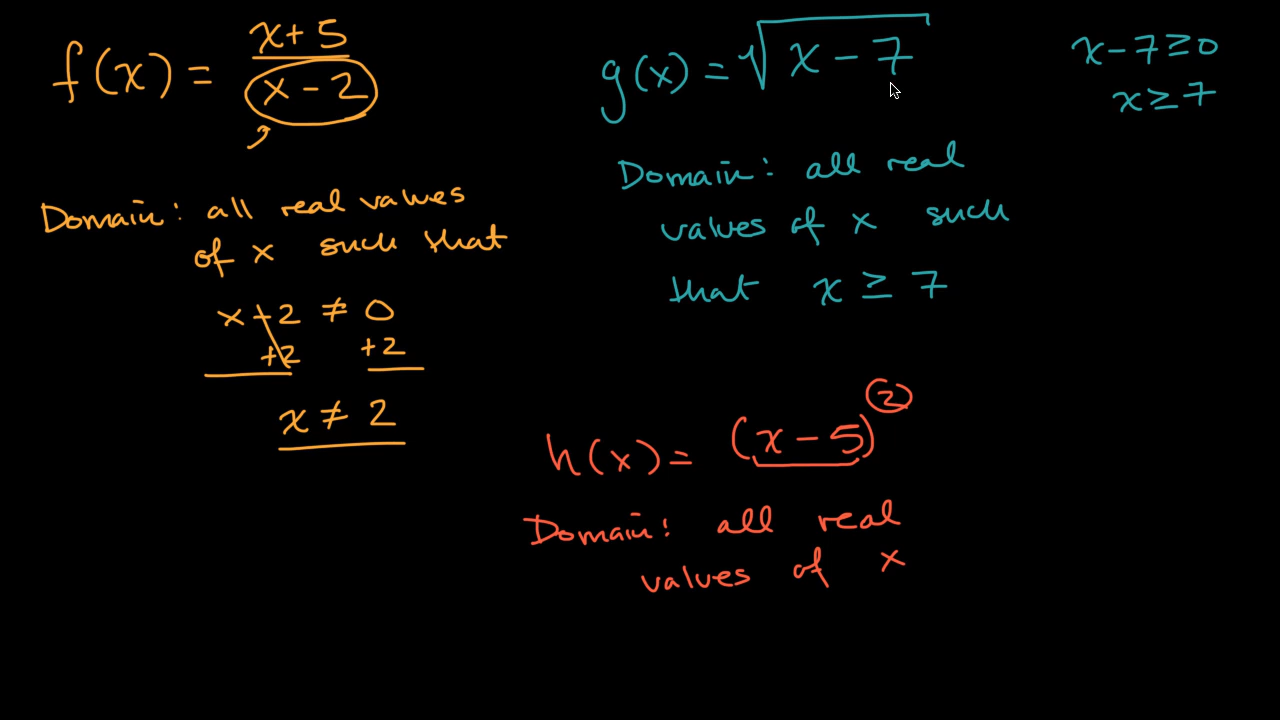 f(x) = x+5 / x - 2
Domain: all real values
of x such that
x - 2 ≠ 0
+2 +2
x ≠ 2
g(x) = √x - 7
x - 7 ≥ 0
x ≥ 7
Domain: all real
values of x such
that x ≥ 7
h(x) = (x - 5)²
Domain: all real
values of x